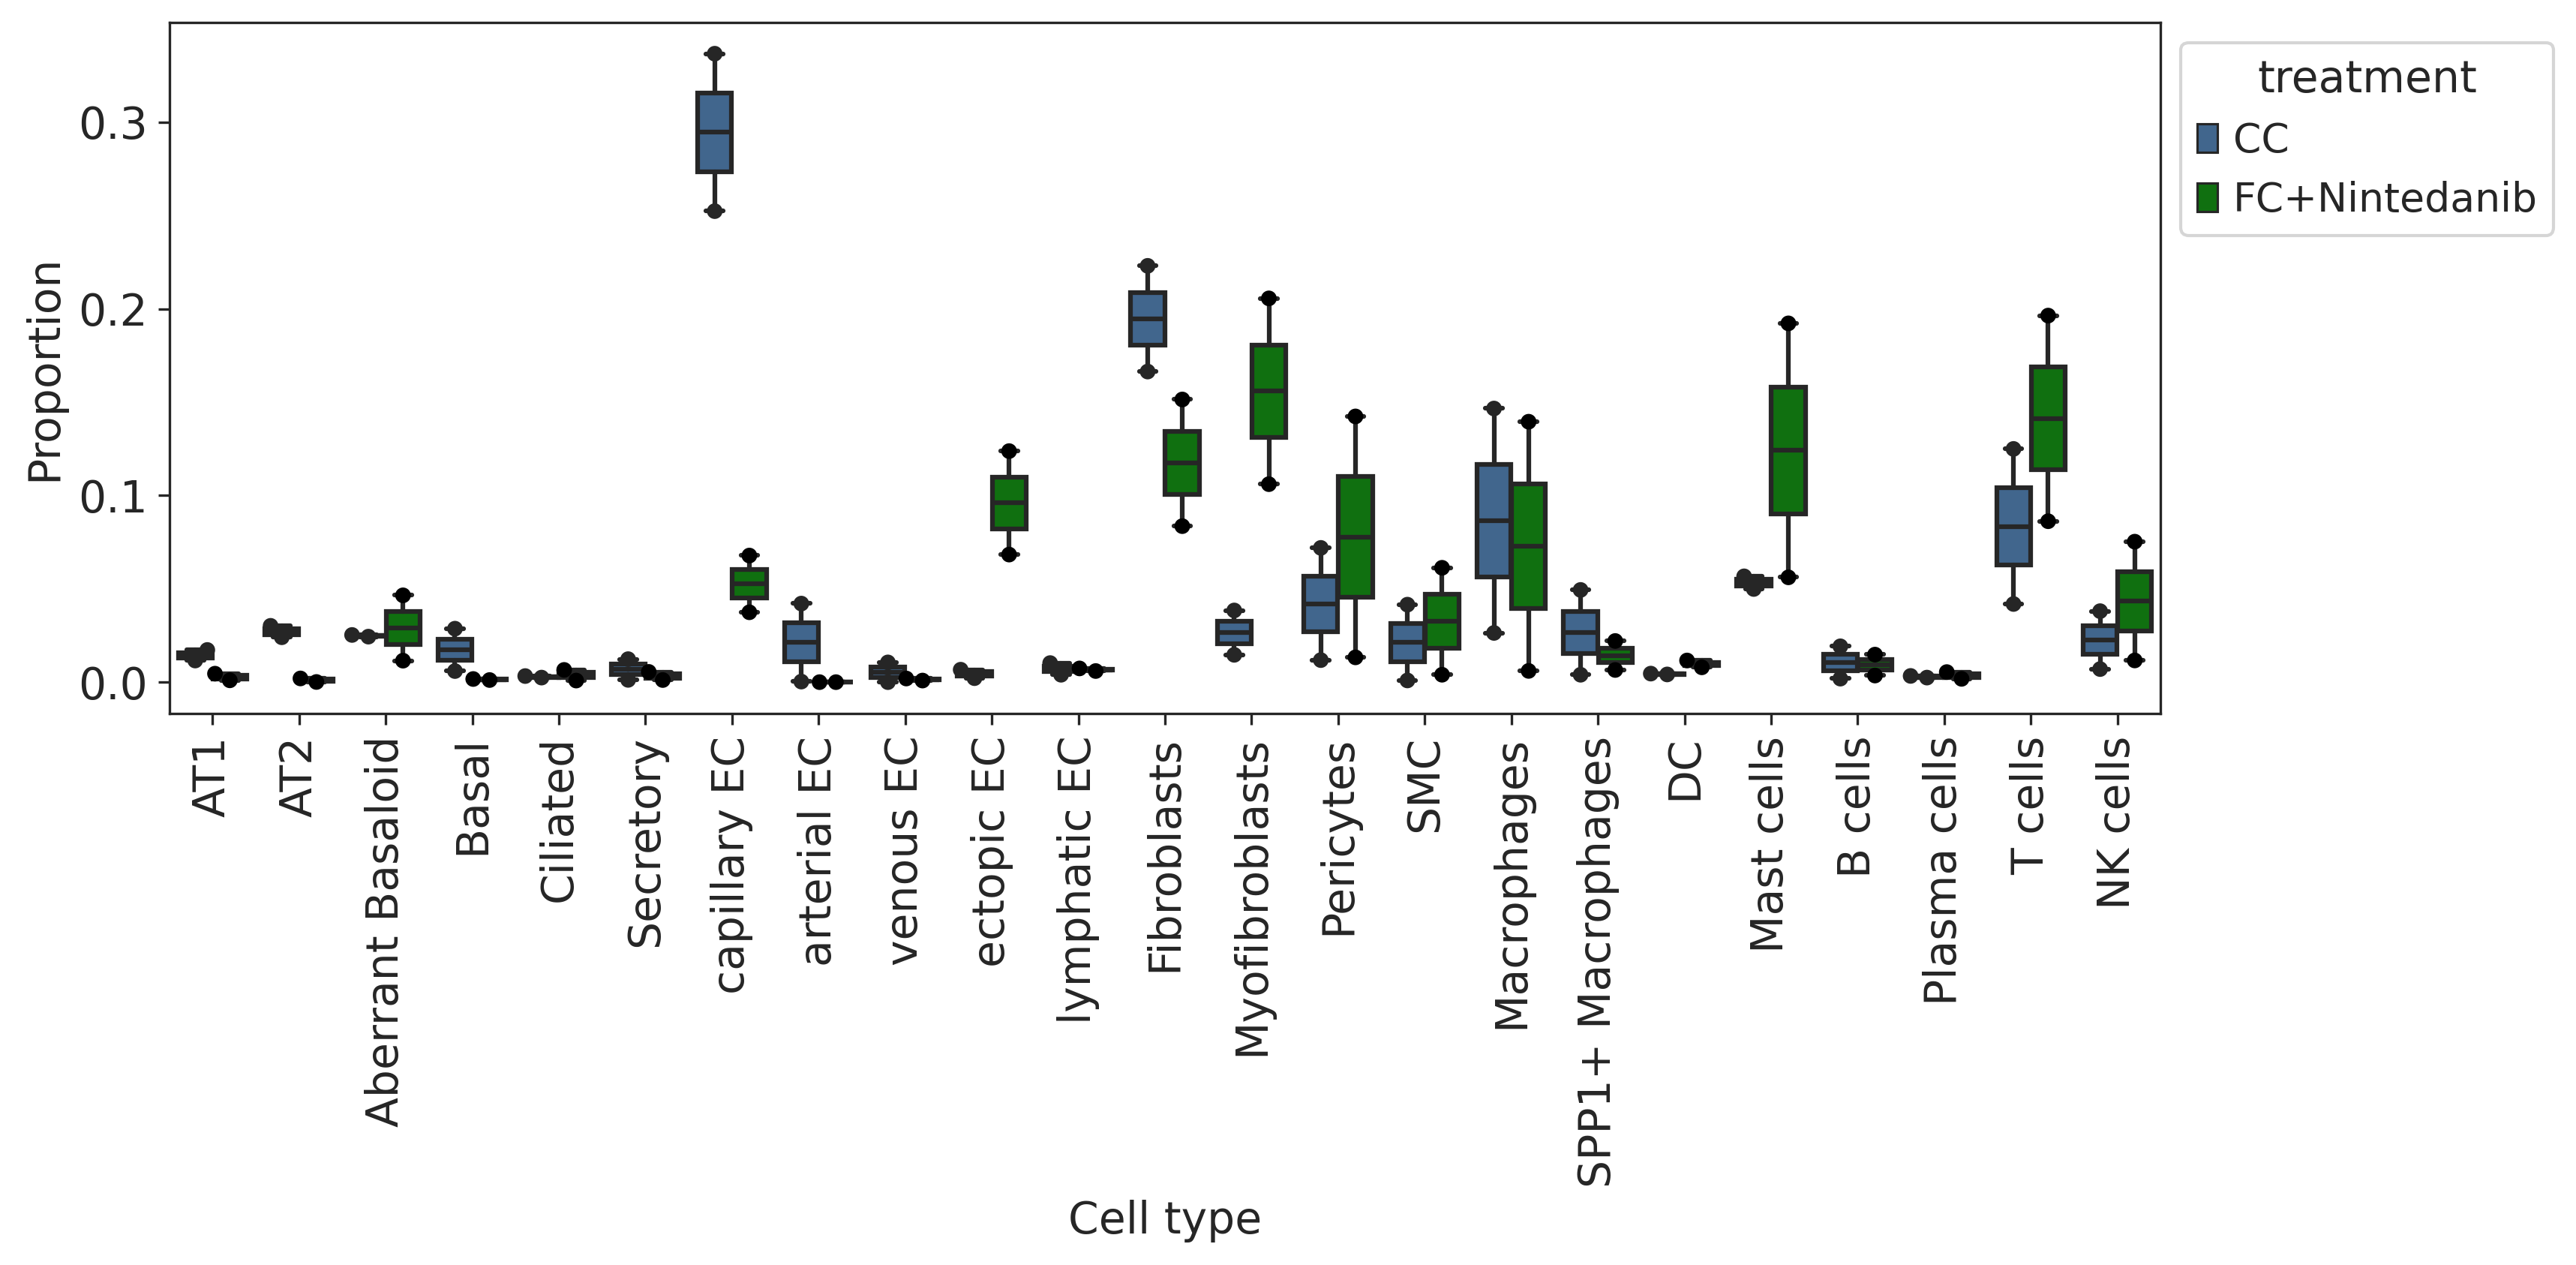 treatment
CC
FC+Nintedanib
Proportion
0.3
0.2
0.1
0.0
AT1
AT2
Aberrant Basaloid
Basal
Ciliated
Secretory
capillary EC
arterial EC
venous EC
ectopic EC
lymphatic EC
Fibroblasts
Myofibroblasts
Pericytes
SMC
Macrophages
SPP1+ Macrophages
DC
Mast cells
B cells
Plasma cells
T cells
NK cells
Cell type